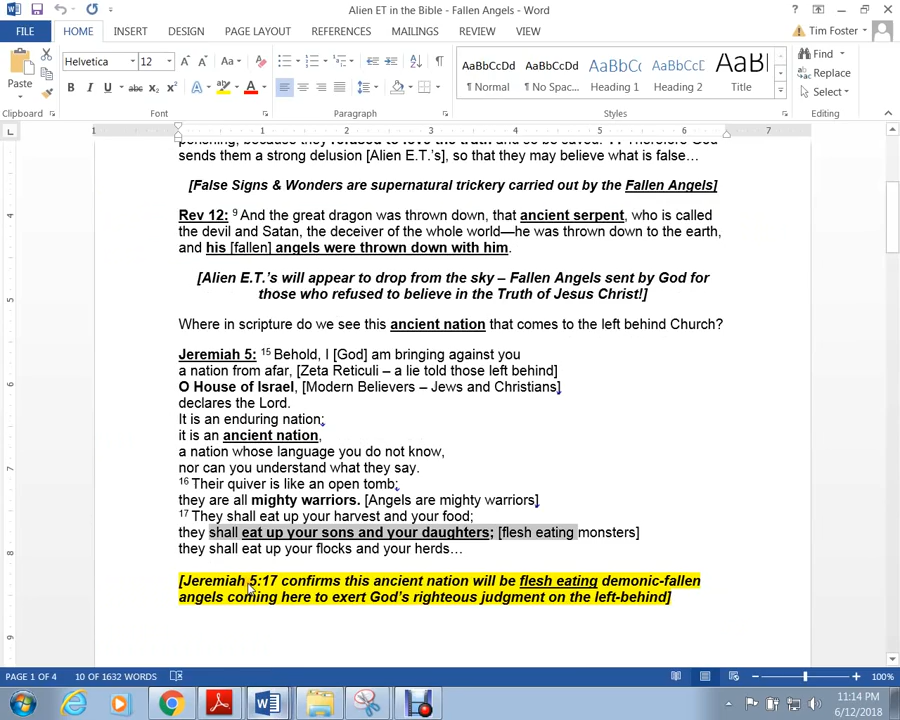 Alien ET in the Bible - Fallen Angels - Word
FILE HOME INSERT DESIGN PAGE LAYOUT REFERENCES MAILINGS REVIEW VIEW Tim Foster
Helvetica 12 Find
Replace
Select
AaBbCcDd AaBbCcDd AaBbCc AaBbCcD AaBl
Paste
¶ Normal ¶ No Spac... Heading 1 Heading 2 Title
Clipboard Font Paragraph Styles Editing
1 1 2 3 4 5 6 7
sends them a strong delusion [Alien E.T.'s], so that they may believe what is false…
[False Signs & Wonders are supernatural trickery carried out by the Fallen Angels]
Rev 12: 9 And the great dragon was thrown down, that ancient serpent, who is called
the devil and Satan, the deceiver of the whole world—he was thrown down to the earth,
and his [fallen] angels were thrown down with him.
[Alien E.T.'s will appear to drop from the sky – Fallen Angels sent by God for
those who refused to believe in the Truth of Jesus Christ!]
Where in scripture do we see this ancient nation that comes to the left behind Church?
Jeremiah 5: 15 Behold, I [God] am bringing against you
a nation from afar, [Zeta Reticuli – a lie told those left behind]
O House of Israel, [Modern Believers – Jews and Christians]
declares the Lord.
It is an enduring nation;
it is an ancient nation,
a nation whose language you do not know,
nor can you understand what they say.
16 Their quiver is like an open tomb;
they are all mighty warriors. [Angels are mighty warriors]
17 They shall eat up your harvest and your food;
they shall eat up your sons and your daughters; [flesh eating monsters]
they shall eat up your flocks and your herds…
[Jeremiah 5:17 confirms this ancient nation will be flesh eating demonic-fallen
angels coming here to exert God's righteous judgment on the left-behind]
PAGE 1 OF 4 10 OF 1632 WORDS 100%
11:14 PM
6/12/2018